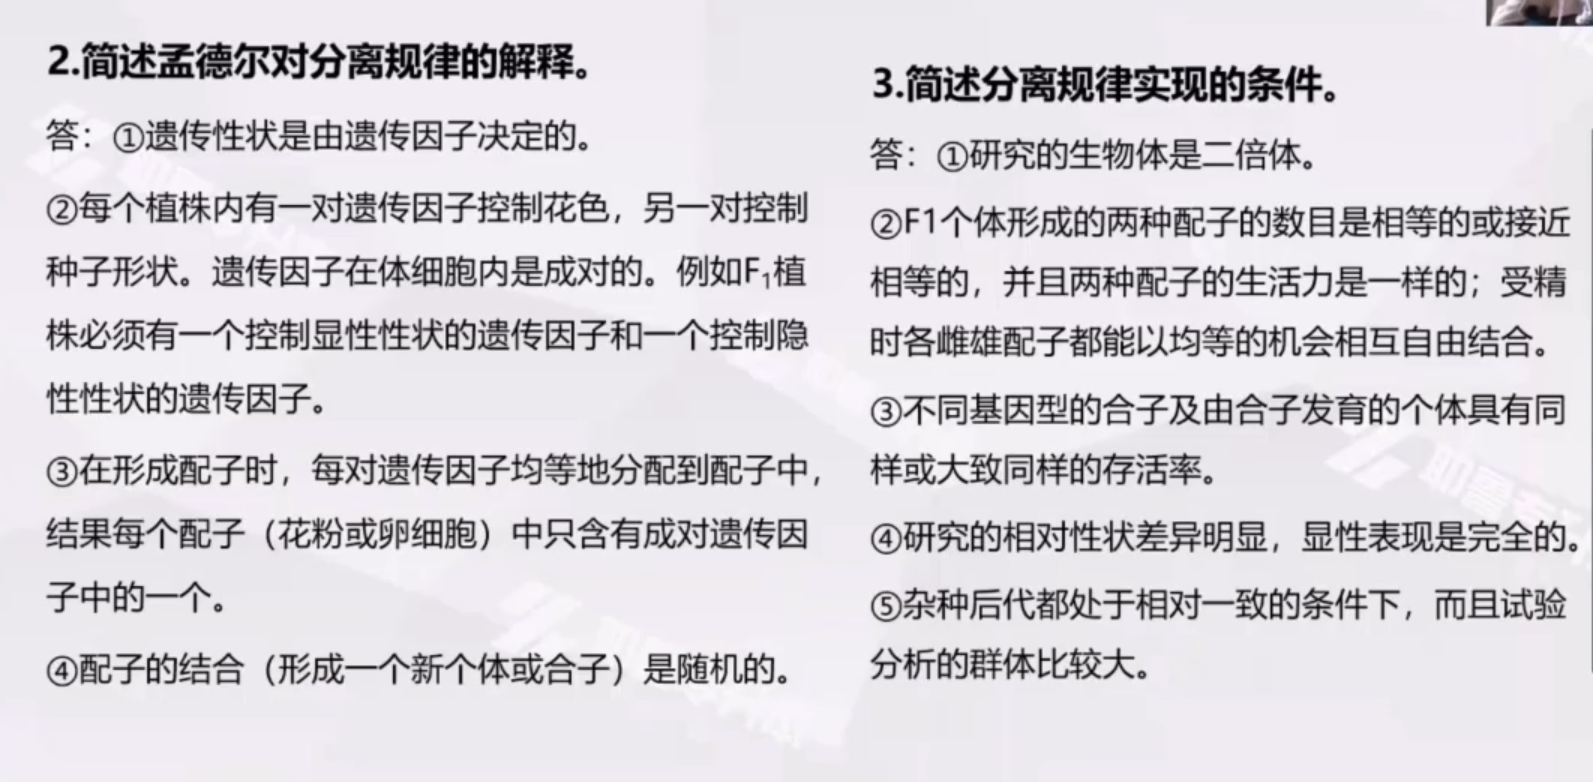 2.简述孟德尔对分离规律的解释。
答：①遗传性状是由遗传因子决定的。
②每个植株内有一对遗传因子控制花色，另一对控制
种子形状。遗传因子在体细胞内是成对的。例如F₁植
株必须有一个控制显性性状的遗传因子和一个控制隐
性性状的遗传因子。
③在形成配子时，每对遗传因子均等地分配到配子中，
结果每个配子（花粉或卵细胞）中只含有成对遗传因
子中的一个。
④配子的结合（形成一个新个体或合子）是随机的。
3.简述分离规律实现的条件。
答：①研究的生物体是二倍体。
②F1个体形成的两种配子的数目是相等的或接近
相等的，并且两种配子的生活力是一样的；受精
时各雌雄配子都能以均等的机会相互自由结合。
③不同基因型的合子及由合子发育的个体具有同
样或大致同样的存活率。
④研究的相对性状差异明显，显性表现是完全的。
⑤杂种后代都处于相对一致的条件下，而且试验
分析的群体比较大。